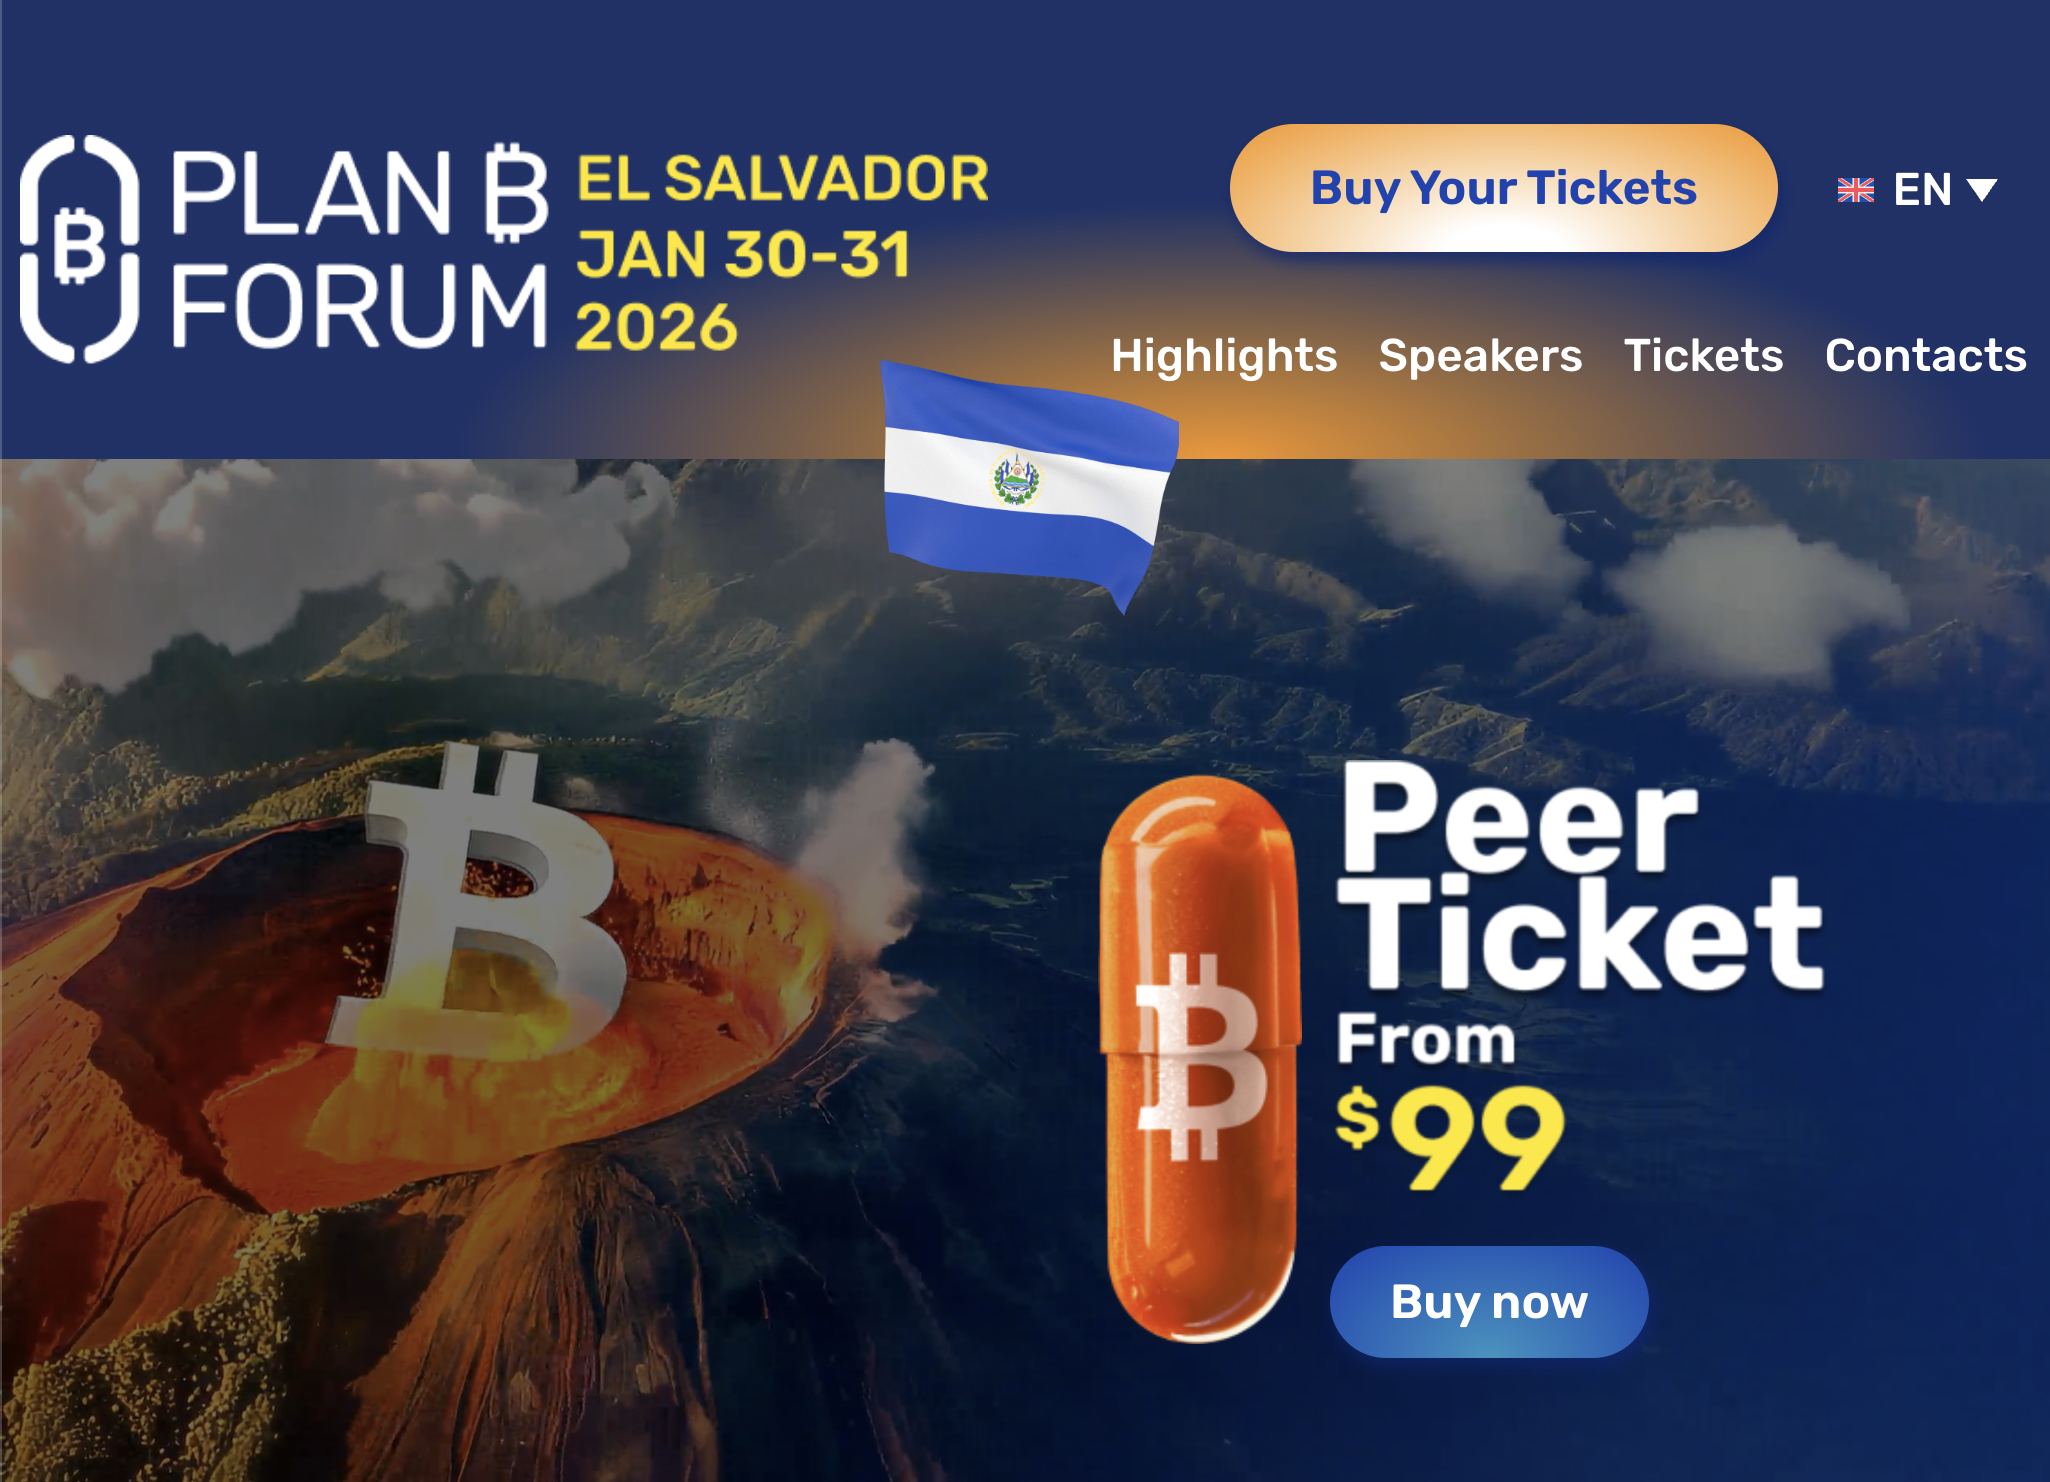 PLAN ₿
FORUM
EL SALVADOR
JAN 30-31
2026
Buy Your Tickets
EN
Highlights Speakers Tickets Contacts
Peer
Ticket
From
$99
Buy now